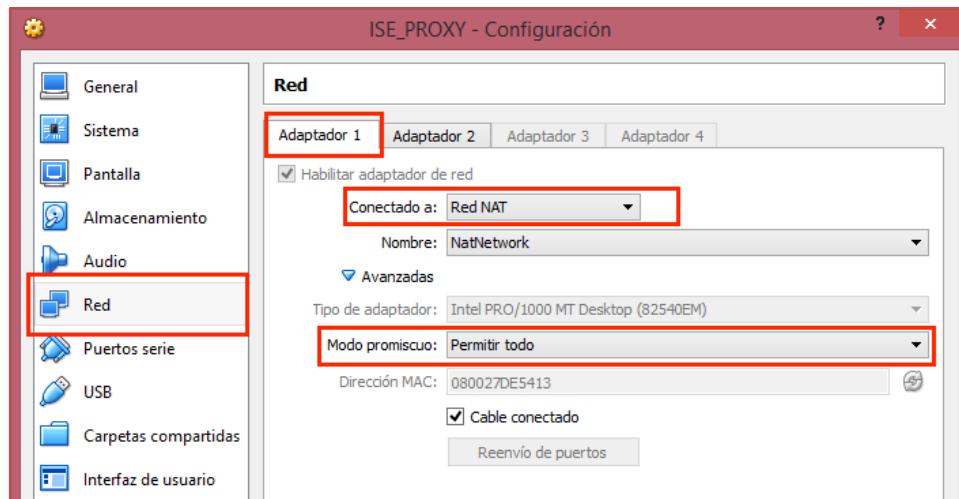 ISE_PROXY - Configuración
?
General
Sistema
Pantalla
Almacenamiento
Audio
Red
Puertos serie
USB
Carpetas compartidas
Interfaz de usuario
Red
Adaptador 1 Adaptador 2 Adaptador 3 Adaptador 4
Habilitar adaptador de red
Conectado a: Red NAT
Nombre: NatNetwork
Avanzadas
Tipo de adaptador: Intel PRO/1000 MT Desktop (82540EM)
Modo promiscuo: Permitir todo
Dirección MAC: 080027DE5413
Cable conectado
Reenvío de puertos